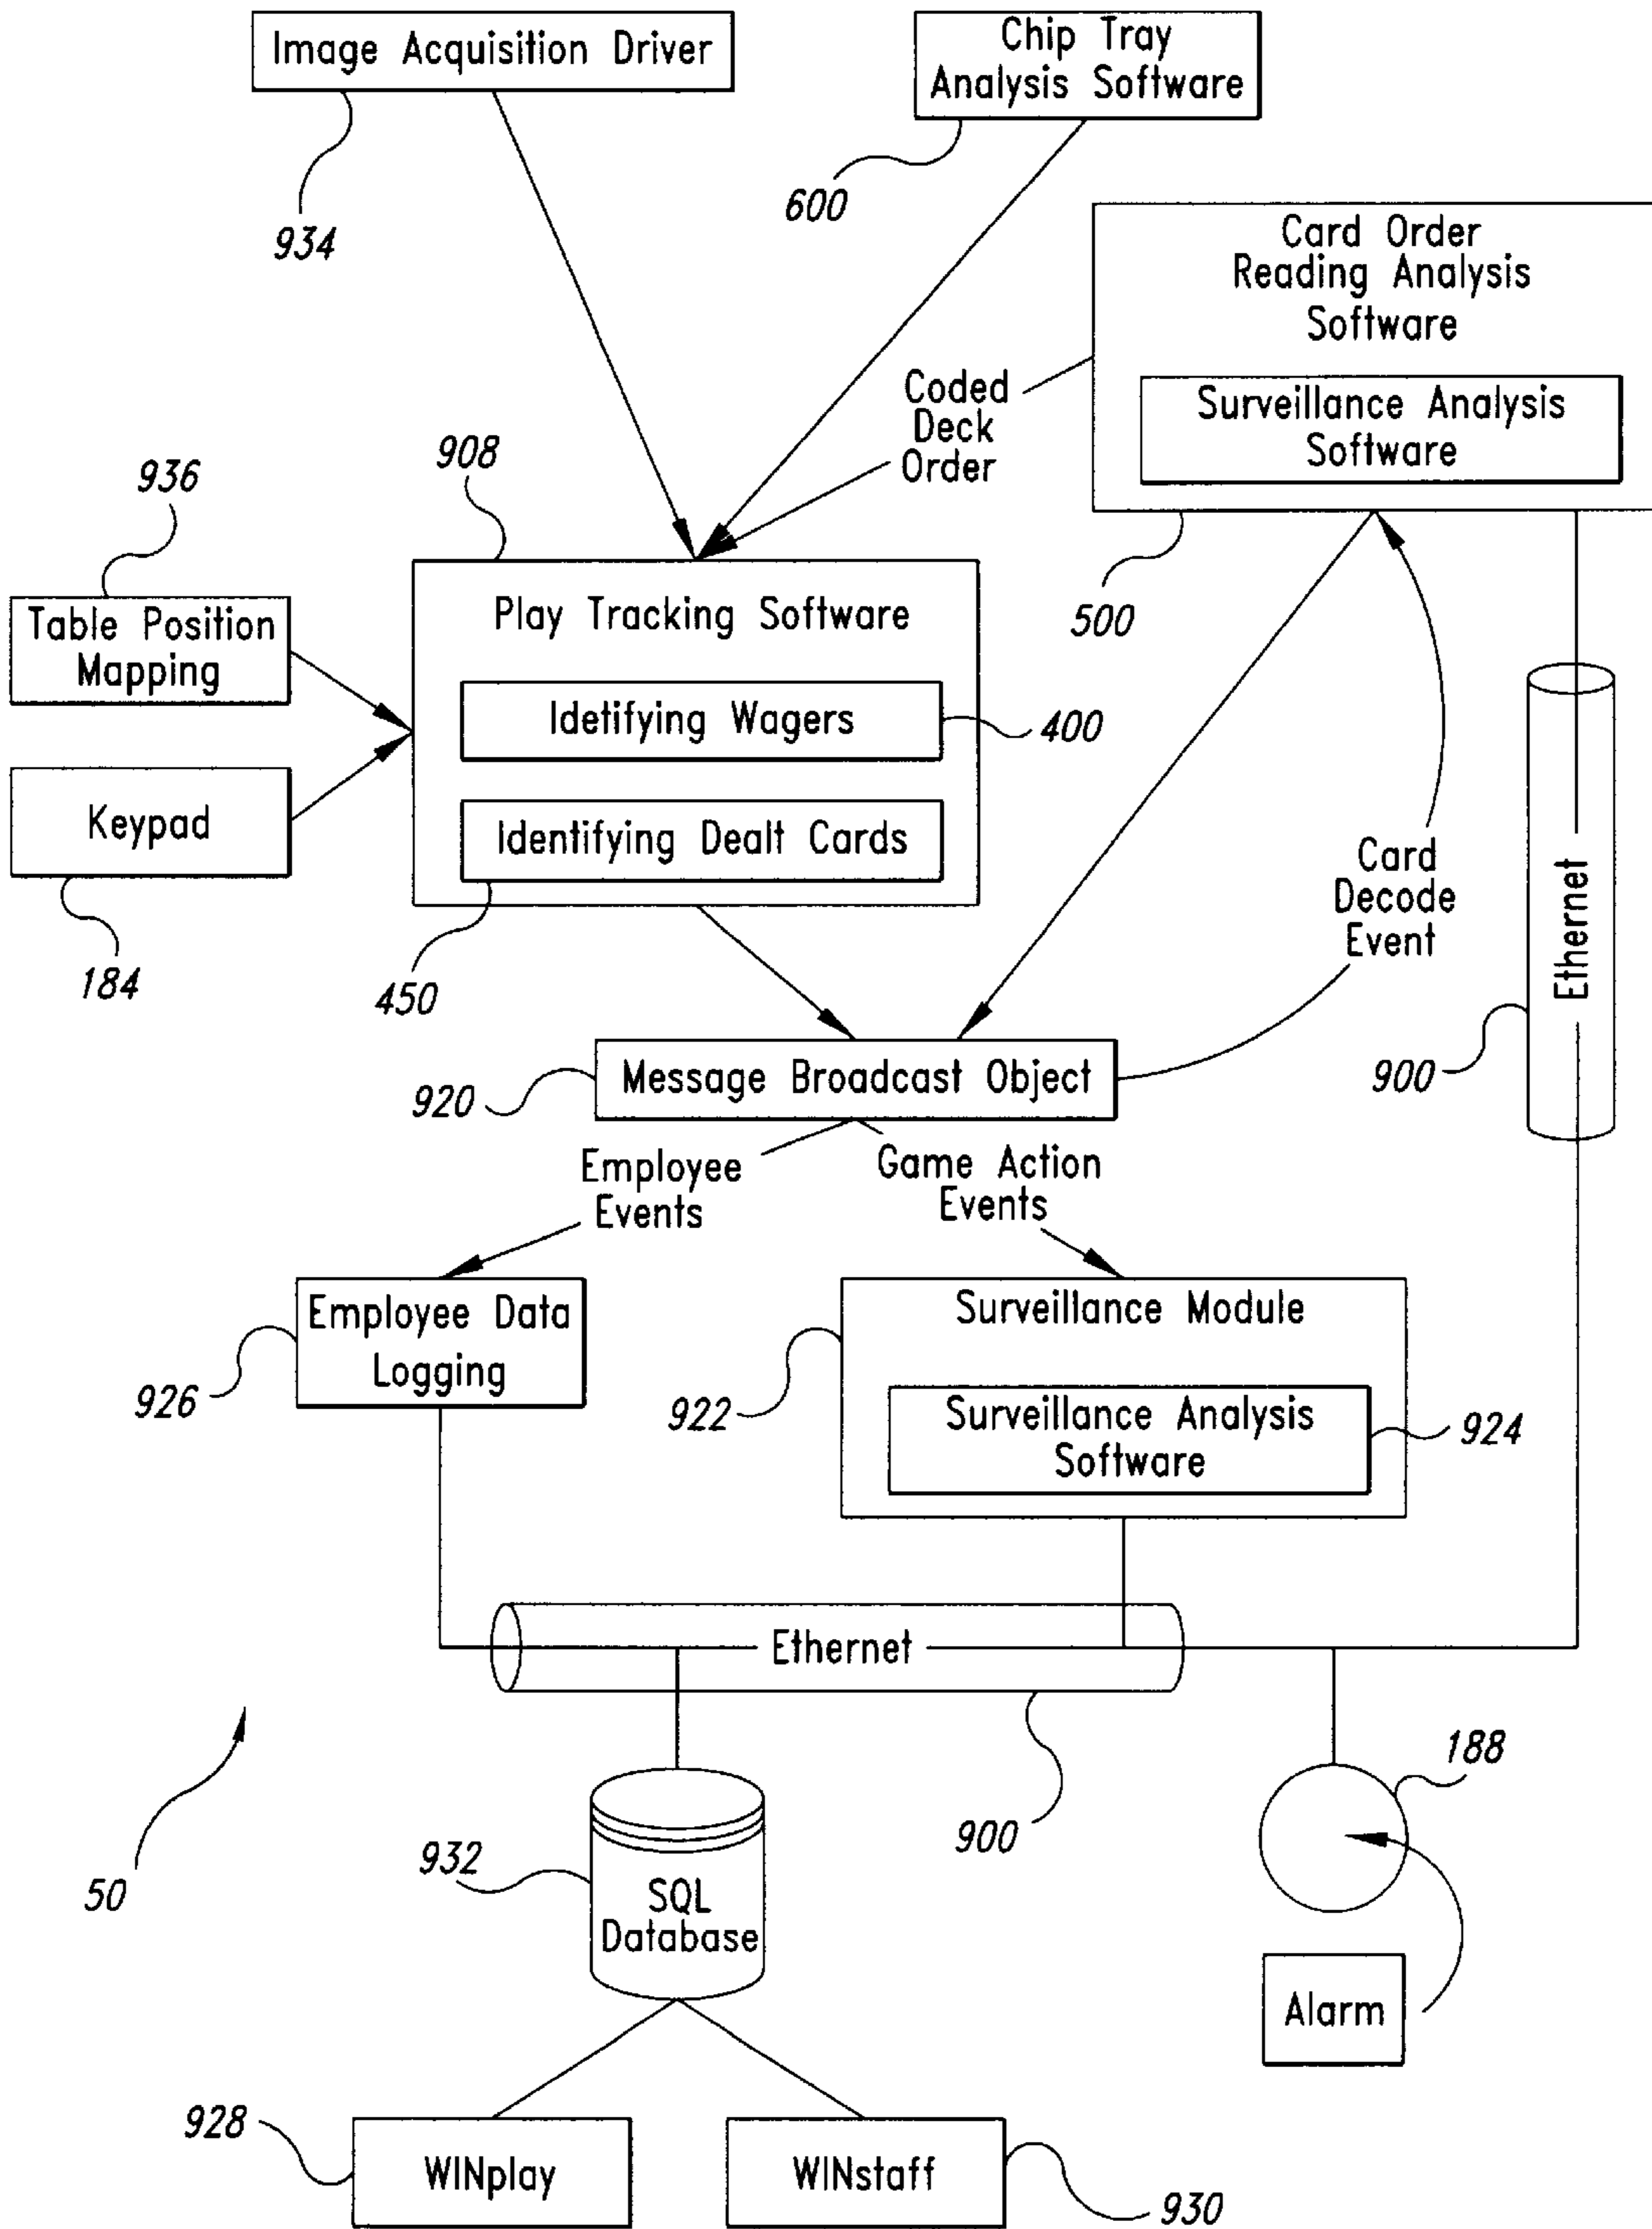 Image Acquisition Driver
934
Chip Tray
Analysis Software
600
Card Order
Reading Analysis
Software
Surveillance Analysis
Software
500
Coded
Deck
Order
908
936
Table Position
Mapping
Keypad
184
Play Tracking Software
Idetifying Wagers
400
Identifying Dealt Cards
450
Card
Decode
Event
Ethernet
900
Message Broadcast Object
920
Employee
Events
Game Action
Events
Employee Data
Logging
926
Surveillance Module
922
Surveillance Analysis
Software
924
Ethernet
900
50
932
SQL
Database
188
Alarm
928
WINplay
WINstaff
930